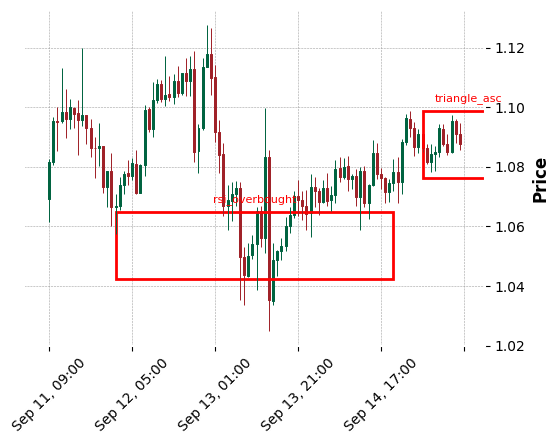 1.12
triangle_asc
1.10
1.08
Price
rsi_overbought
1.06
1.04
1.02
Sep 11, 09:00
Sep 12, 05:00
Sep 13, 01:00
Sep 13, 21:00
Sep 14, 17:00